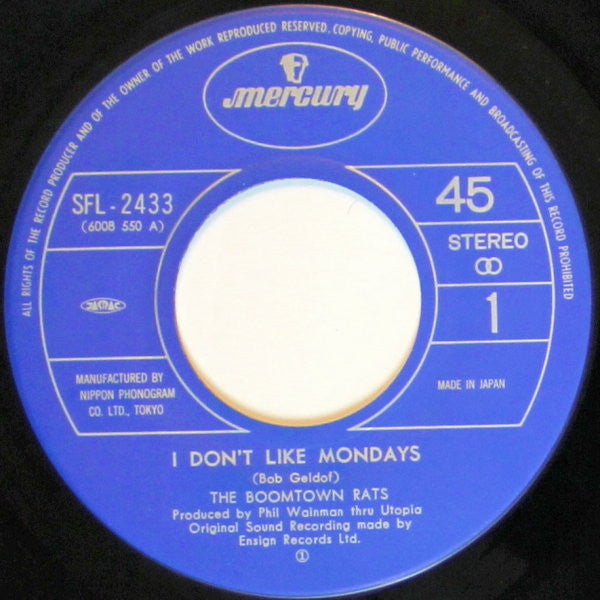 ALL RIGHTS OF THE RECORD PRODUCER AND OF THE OWNER OF THE WORK REPRODUCED RESERVED. COPYING, PUBLIC PERFORMANCE AND BROADCASTING OF THIS RECORD PROHIBITED
mercury
SFL-2433
(6008 550 A)
45
STEREO
JASRAC
1
MANUFACTURED BY
NIPPON PHONOGRAM
CO. LTD., TOKYO
MADE IN JAPAN
I DON'T LIKE MONDAYS
(Bob Geldof)
THE BOOMTOWN RATS
Produced by Phil Wainman thru Utopia
Original Sound Recording made by
Ensign Records Ltd.
①